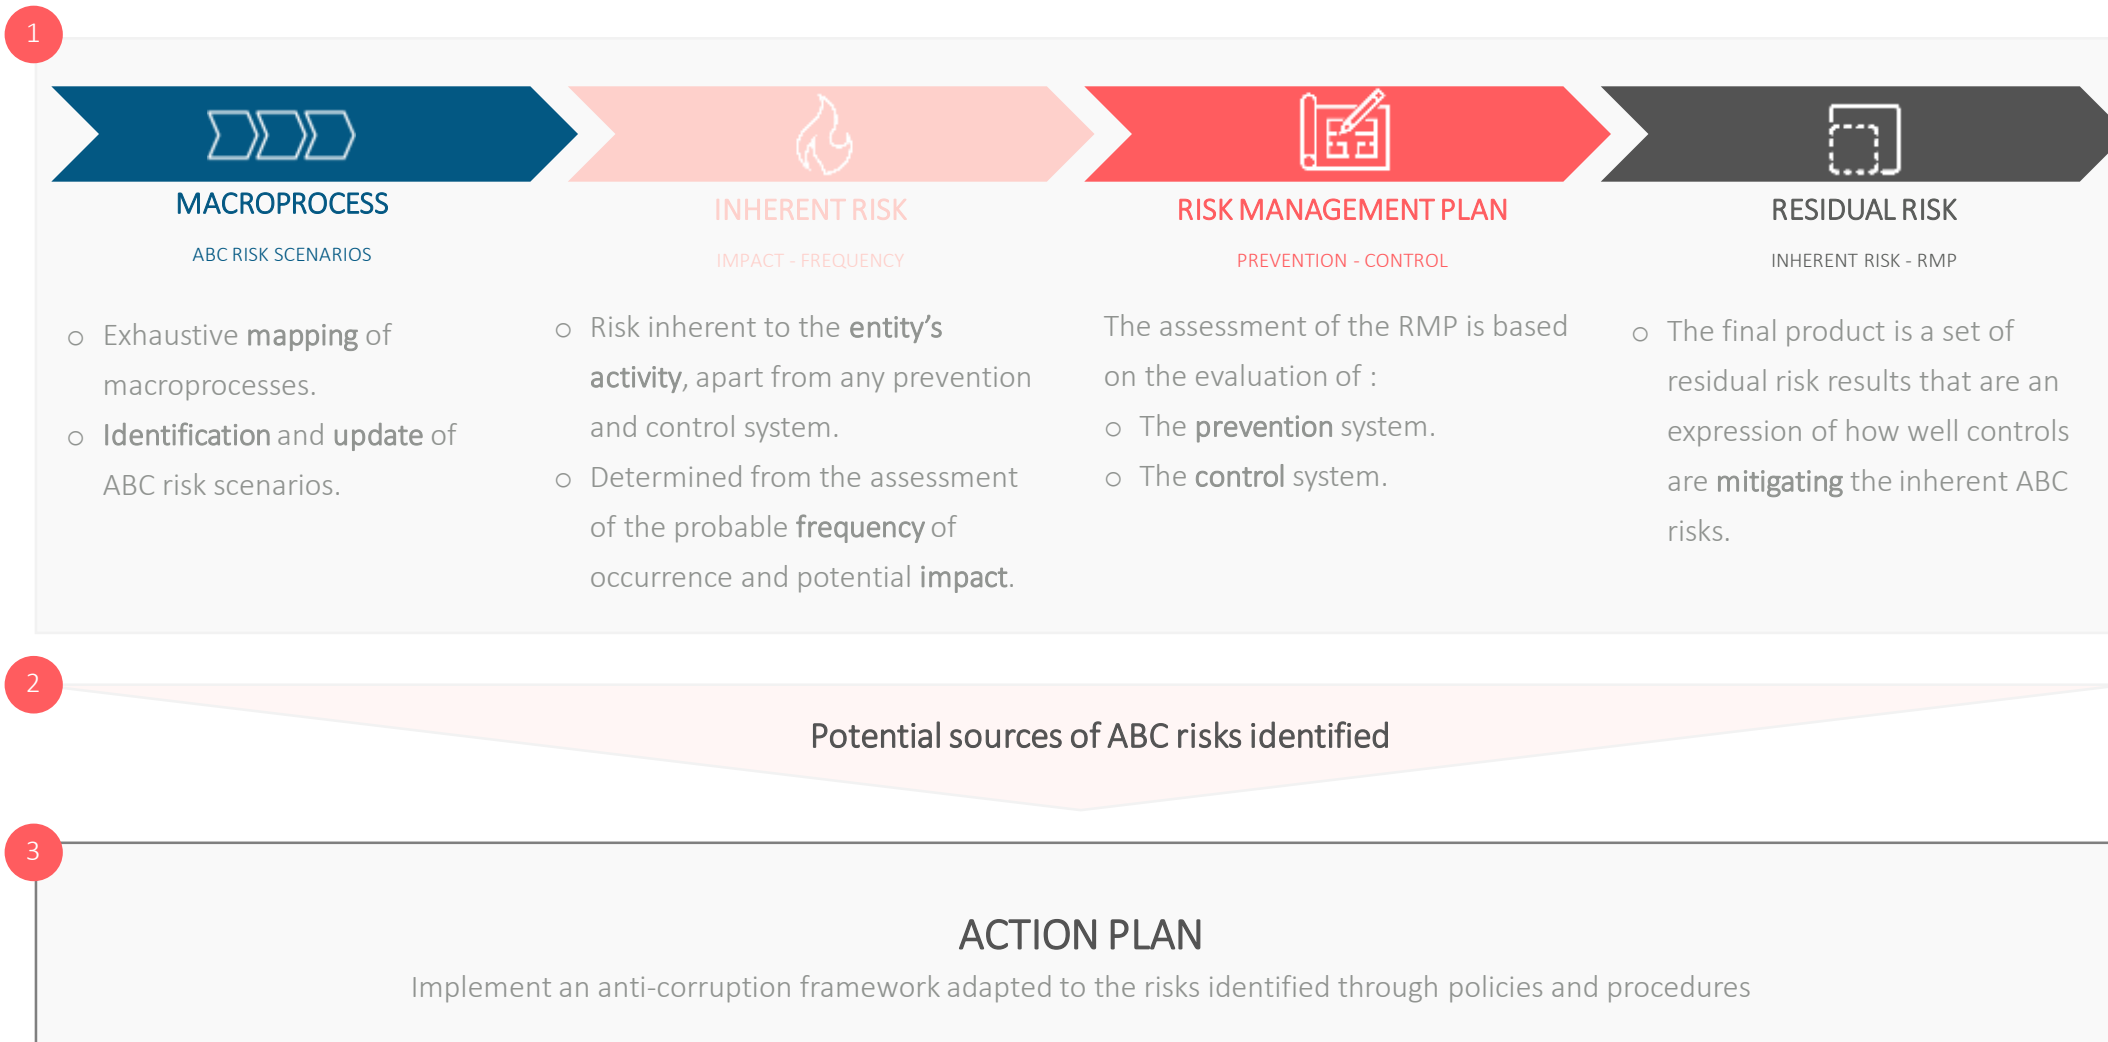 1
MACROPROCESS
ABC RISK SCENARIOS
o Exhaustive mapping of
macroprocesses.
o Identification and update of
ABC risk scenarios.
INHERENT RISK
IMPACT - FREQUENCY
o Risk inherent to the entity’s
activity, apart from any prevention
and control system.
o Determined from the assessment
of the probable frequency of
occurrence and potential impact.
RISK MANAGEMENT PLAN
PREVENTION - CONTROL
The assessment of the RMP is based
on the evaluation of :
o The prevention system.
o The control system.
RESIDUAL RISK
INHERENT RISK - RMP
o The final product is a set of
residual risk results that are an
expression of how well controls
are mitigating the inherent ABC
risks.
2
Potential sources of ABC risks identified
3
ACTION PLAN
Implement an anti-corruption framework adapted to the risks identified through policies and procedures